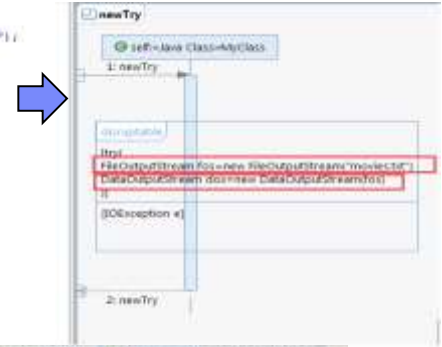 newTry
self:«Java Class»MyClass
1: newTry
interruptable
[try{
FileOutputStream fos=new FileOutputStream("movies.txt")
DataOutputStream dos=new DataOutputStream(fos)
}]
[IOException e]
2: newTry